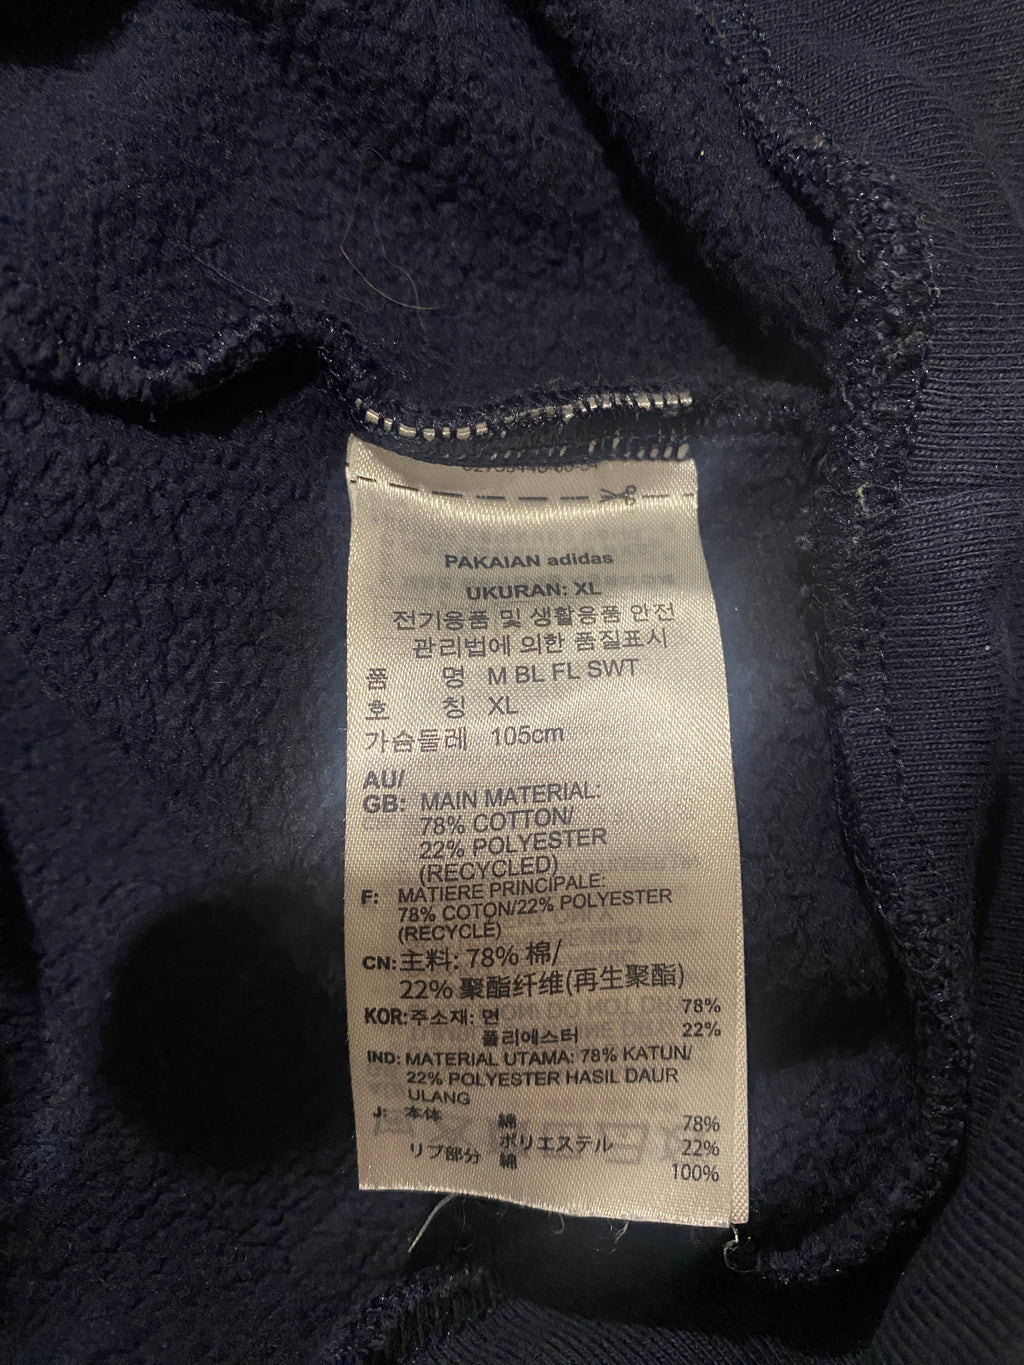 PAKAIAN adidas
UKURAN: XL
전기용품 및 생활용품 안전
관리법에 의한 품질표시
품 명 M BL FL SWT
호 칭 XL
가슴둘레 105cm
AU/
GB: MAIN MATERIAL:
78% COTTON/
22% POLYESTER
(RECYCLED)
F: MATIERE PRINCIPALE:
78% COTON/22% POLYESTER
(RECYCLÉ)
CN: 主料: 78% 棉/
22% 聚酯纤维(再生聚酯)
KOR: 주소재: 면 78%
폴리에스터 22%
IND: MATERIAL UTAMA: 78% KATUN/
22% POLYESTER HASIL DAUR
ULANG
J: 本体 綿 78%
ポリエステル 22%
リブ部分 綿 100%